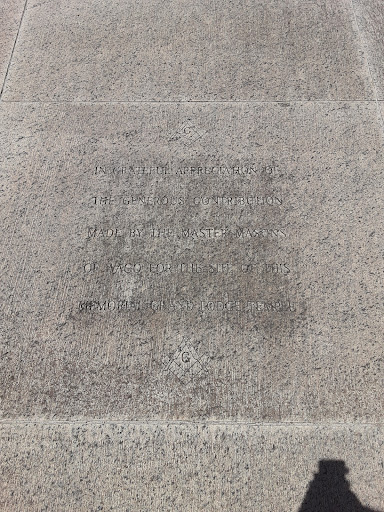 G
IN GRATEFUL APPRECIATION OF
THE GENEROUS CONTRIBUTION
MADE BY THE MASTER MASONS
OF WACO FOR THE SITE OF THIS
MEMORIAL GRAND LODGE TEMPLE
G